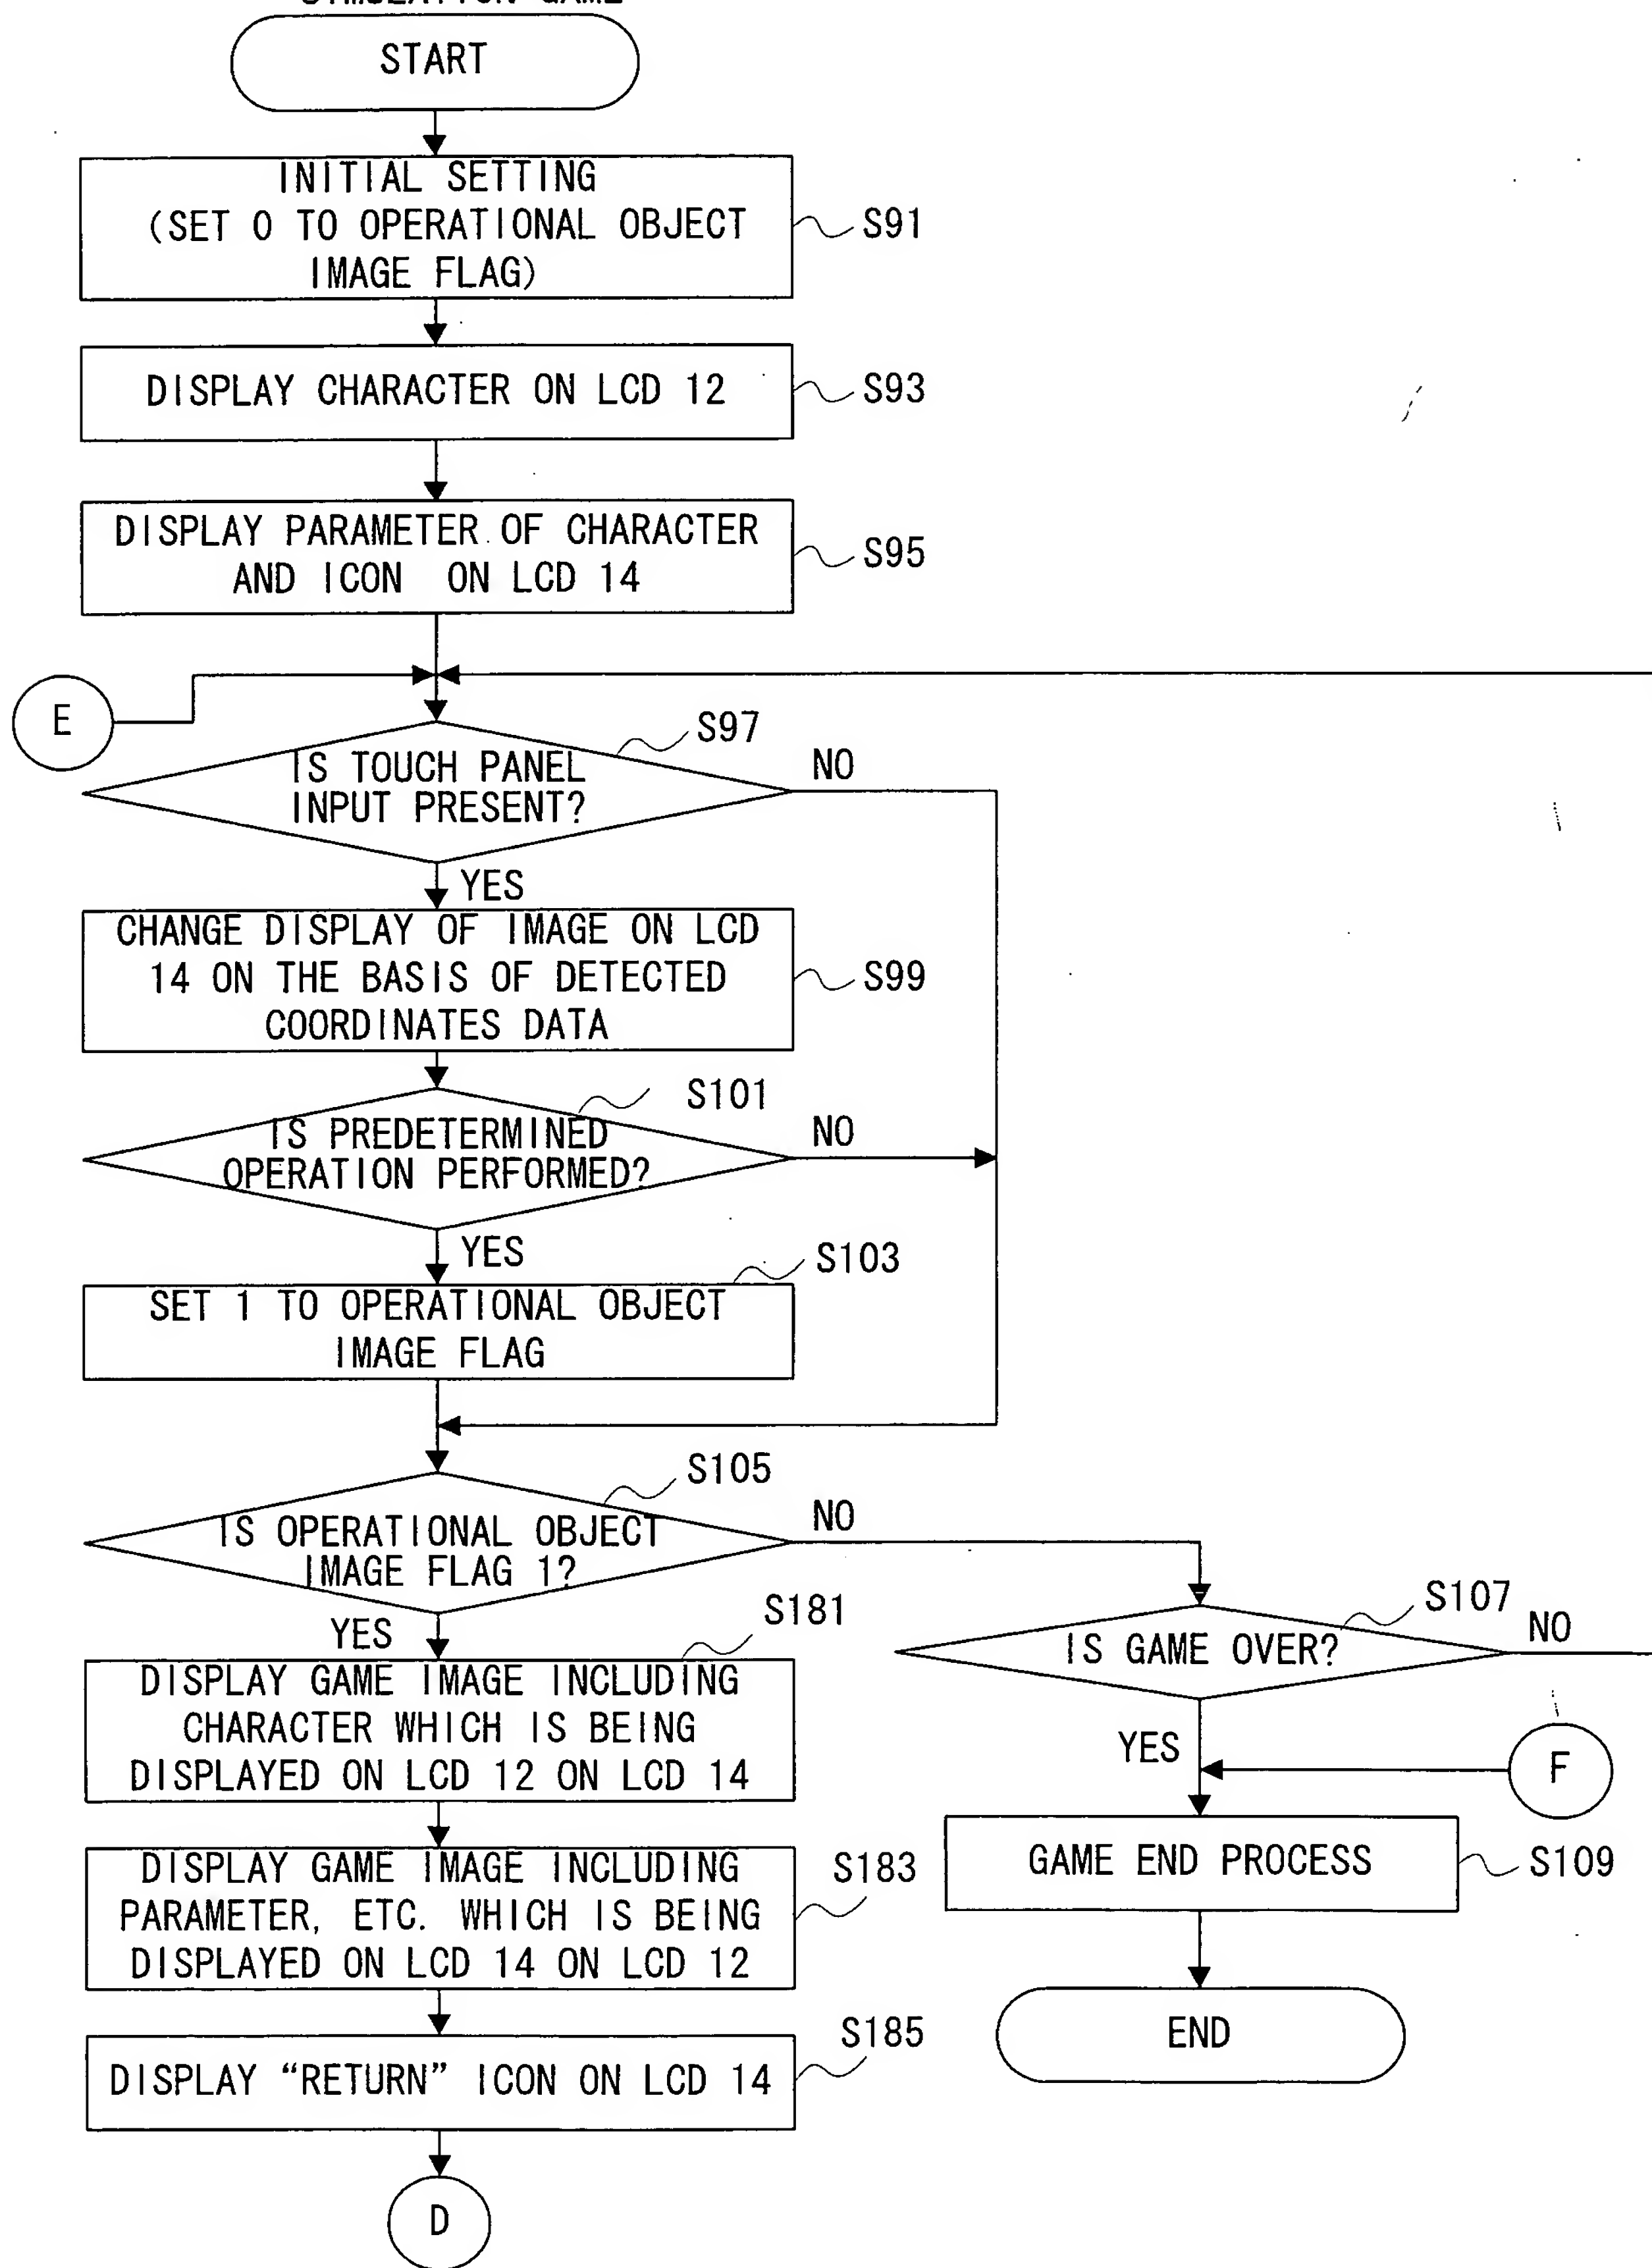 START
INITIAL SETTING
(SET 0 TO OPERATIONAL OBJECT
IMAGE FLAG)
S91
DISPLAY CHARACTER ON LCD 12
S93
DISPLAY PARAMETER OF CHARACTER
AND ICON ON LCD 14
S95
E
S97
IS TOUCH PANEL
INPUT PRESENT?
NO
YES
CHANGE DISPLAY OF IMAGE ON LCD
14 ON THE BASIS OF DETECTED
COORDINATES DATA
S99
S101
IS PREDETERMINED
OPERATION PERFORMED?
NO
YES
S103
SET 1 TO OPERATIONAL OBJECT
IMAGE FLAG
S105
IS OPERATIONAL OBJECT
IMAGE FLAG 1?
NO
YES
S107
IS GAME OVER?
NO
YES
F
GAME END PROCESS
S109
END
S181
DISPLAY GAME IMAGE INCLUDING
CHARACTER WHICH IS BEING
DISPLAYED ON LCD 12 ON LCD 14
S183
DISPLAY GAME IMAGE INCLUDING
PARAMETER, ETC. WHICH IS BEING
DISPLAYED ON LCD 14 ON LCD 12
S185
DISPLAY “RETURN” ICON ON LCD 14
D